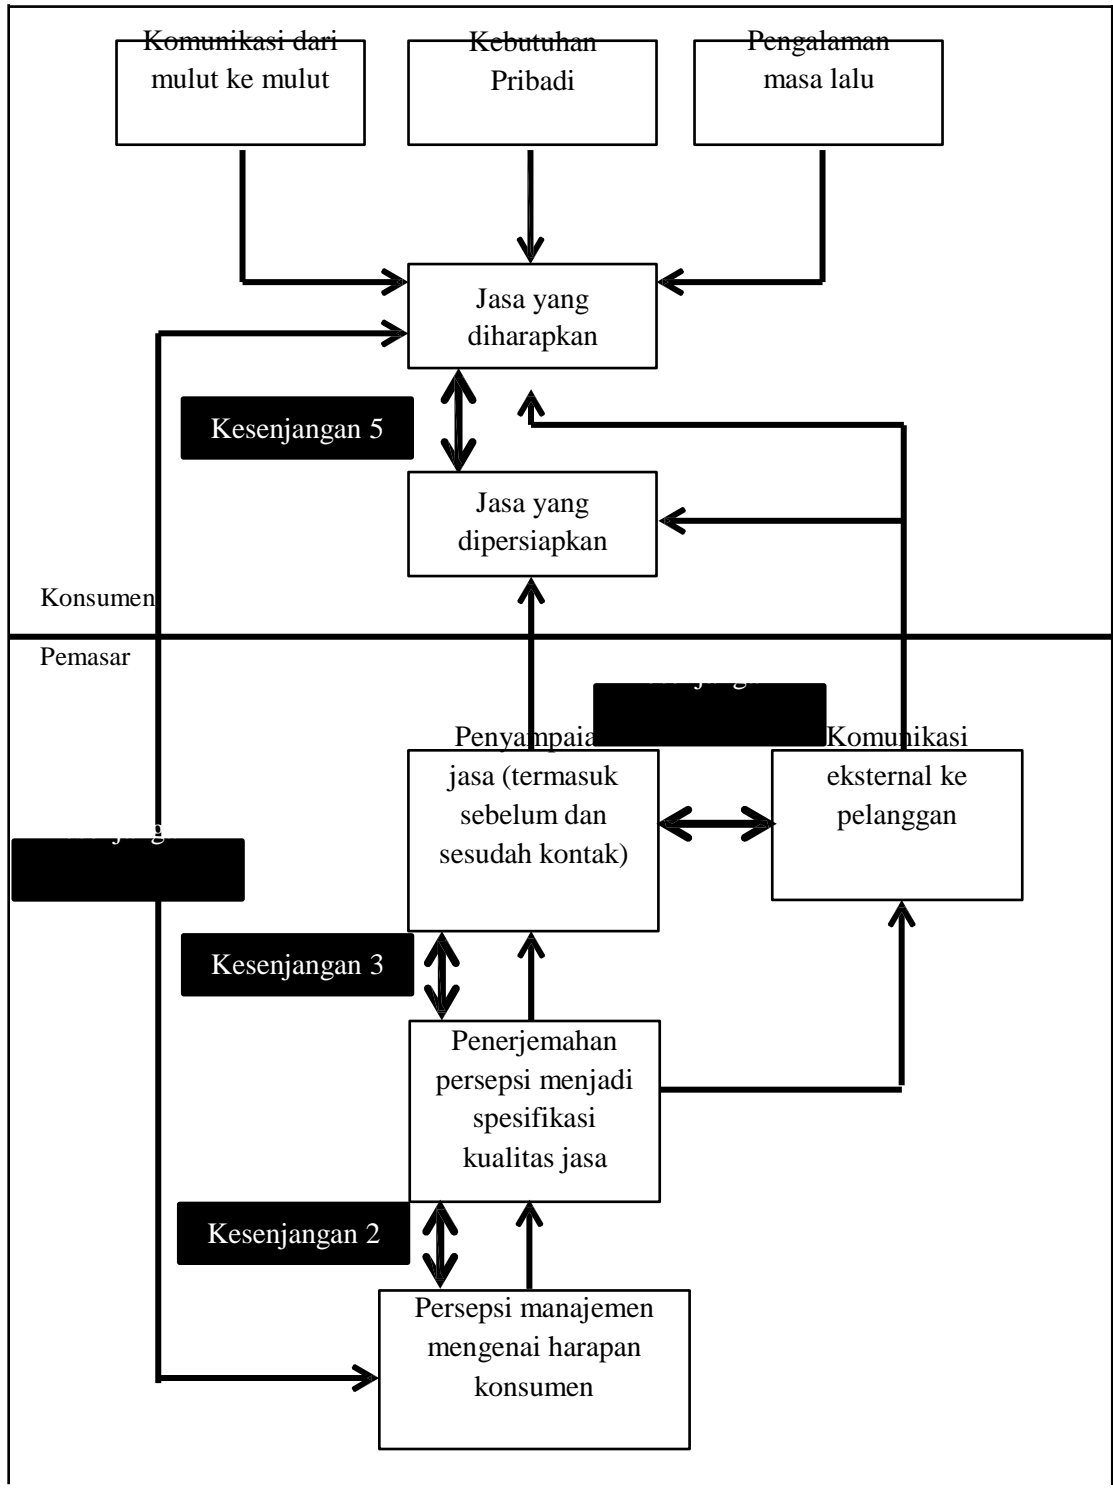 Komunikasi dari
mulut ke mulut
Kebutuhan
Pribadi
Pengalaman
masa lalu
Jasa yang
diharapkan
Kesenjangan 5
Jasa yang
dipersiapkan
Konsumen
Pemasar
Penyampaia
jasa (termasuk
sebelum dan
sesudah kontak)
Komunikasi
eksternal ke
pelanggan
Kesenjangan 3
Penerjemahan
persepsi menjadi
spesifikasi
kualitas jasa
Kesenjangan 2
Persepsi manajemen
mengenai harapan
konsumen